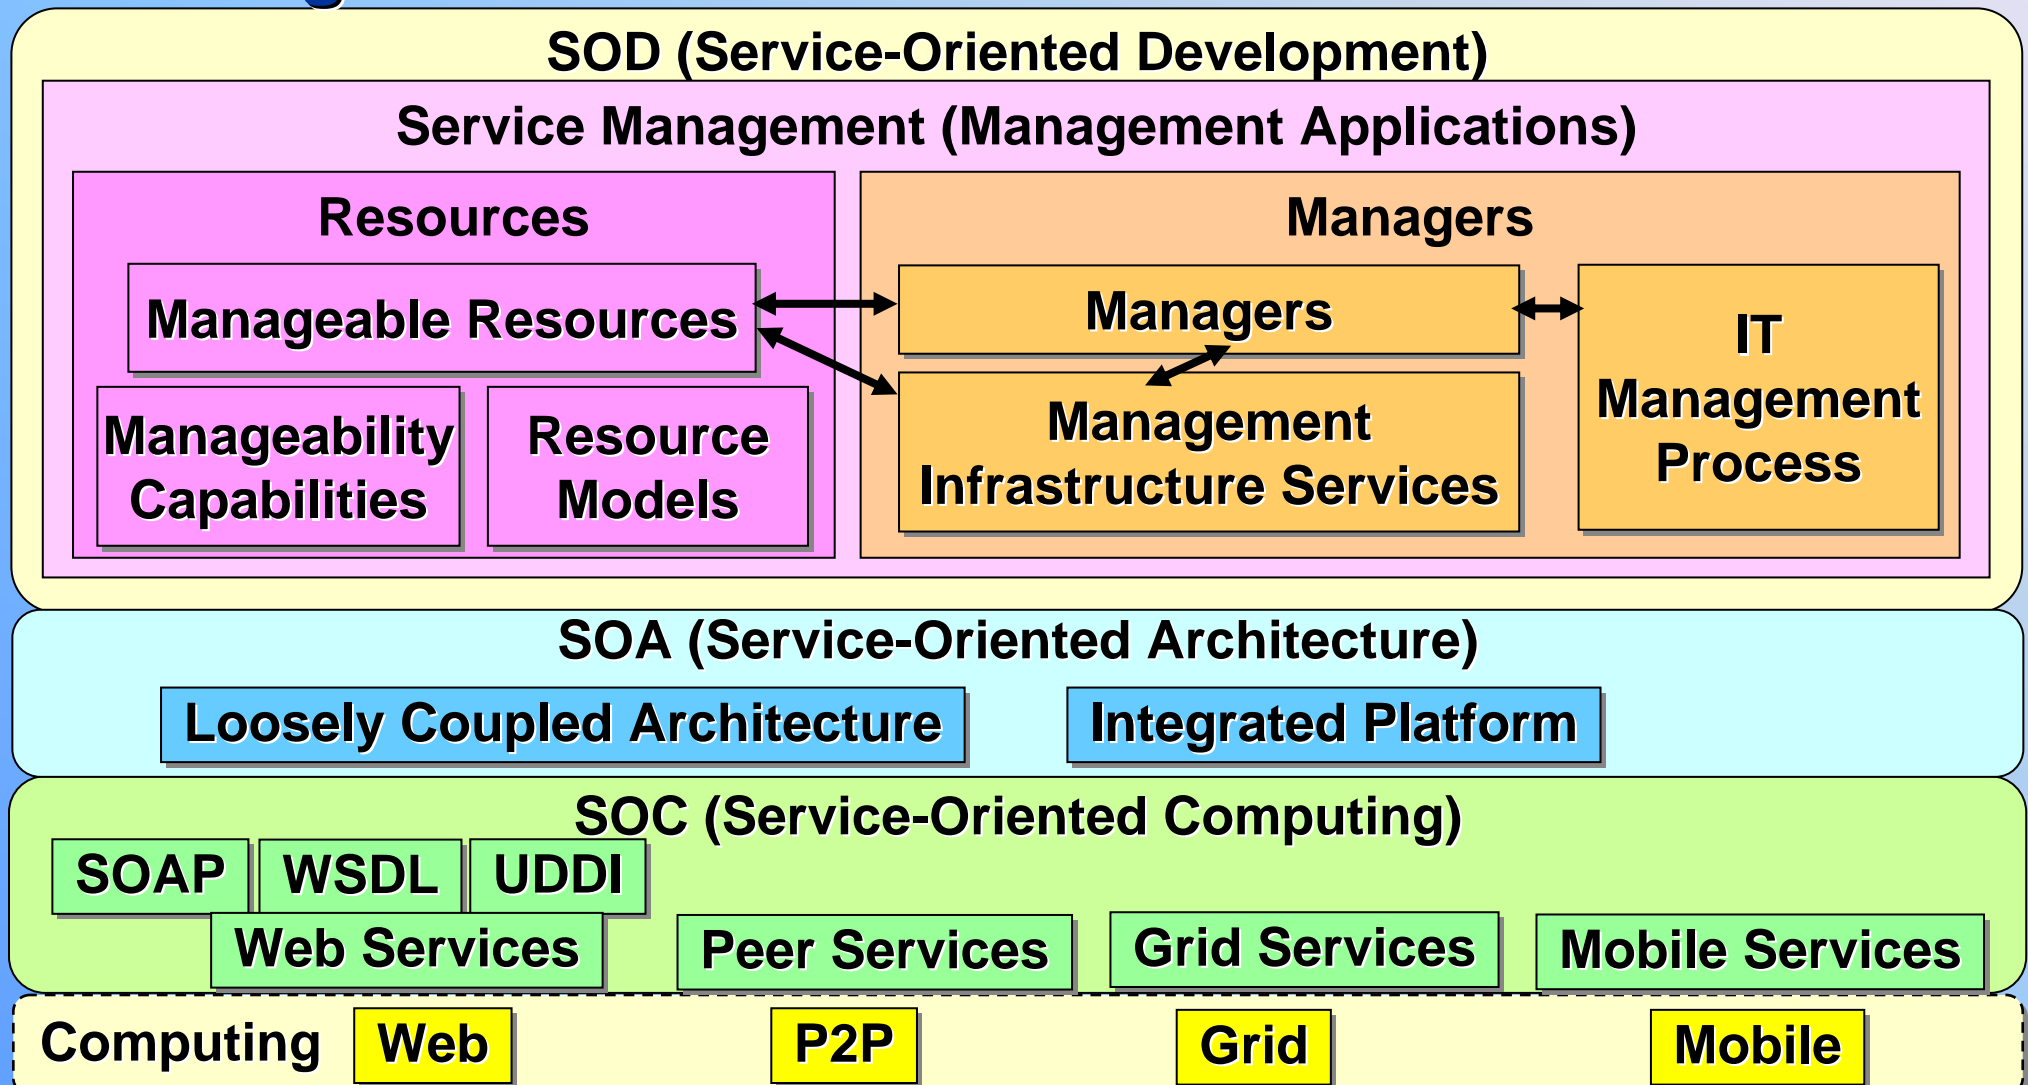 SOD (Service-Oriented Development)
Service Management (Management Applications)
Resources
Managers
Manageable Resources
Managers
IT
Management
Process
Manageability
Capabilities
Resource
Models
Management
Infrastructure Services
SOA (Service-Oriented Architecture)
Loosely Coupled Architecture
Integrated Platform
SOC (Service-Oriented Computing)
SOAP
WSDL
UDDI
Web Services
Peer Services
Grid Services
Mobile Services
Computing
Web
P2P
Grid
Mobile